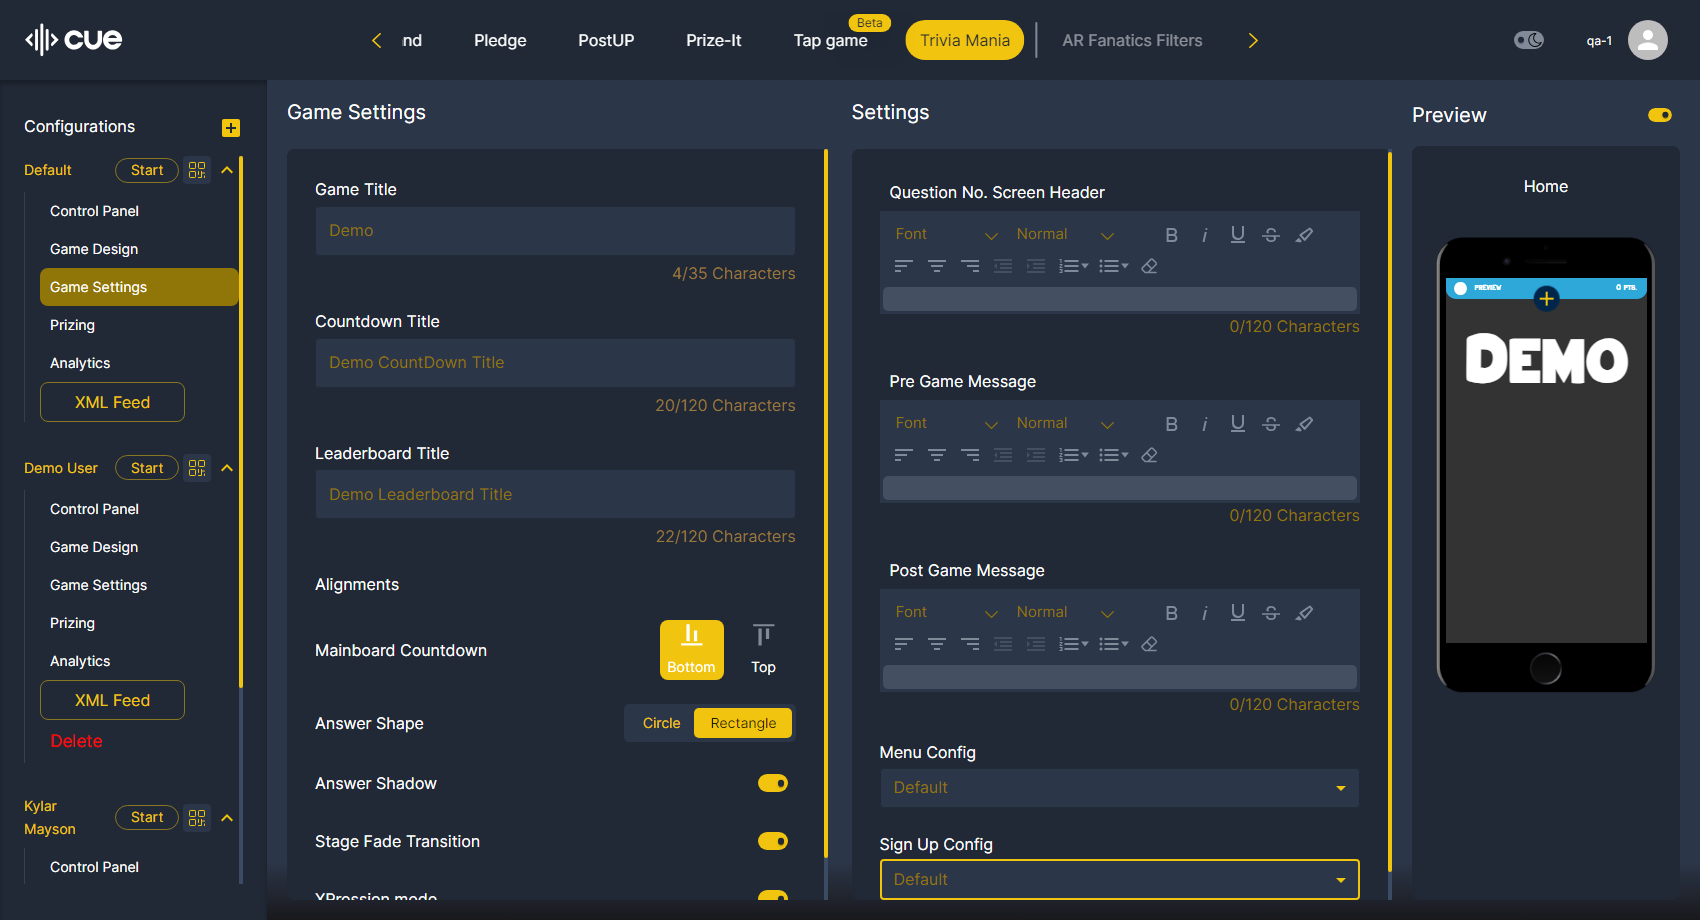 cue
nd
Pledge
PostUP
Prize-It
Tap game
Beta
Trivia Mania
AR Fanatics Filters
qa-1
Configurations
Default
Start
Control Panel
Game Design
Game Settings
Prizing
Analytics
XML Feed
Demo User
Start
Control Panel
Game Design
Game Settings
Prizing
Analytics
XML Feed
Delete
Kylar
Mayson
Start
Control Panel
Game Settings
Game Title
Demo
4/35 Characters
Countdown Title
Demo CountDown Title
20/120 Characters
Leaderboard Title
Demo Leaderboard Title
22/120 Characters
Alignments
Mainboard Countdown
Bottom
Top
Answer Shape
Circle
Rectangle
Answer Shadow
Stage Fade Transition
XPression mode
Settings
Question No. Screen Header
Font
Normal
0/120 Characters
Pre Game Message
Font
Normal
0/120 Characters
Post Game Message
Font
Normal
0/120 Characters
Menu Config
Default
Sign Up Config
Default
Preview
Home
PREVIEW
0 PTS.
DEMO